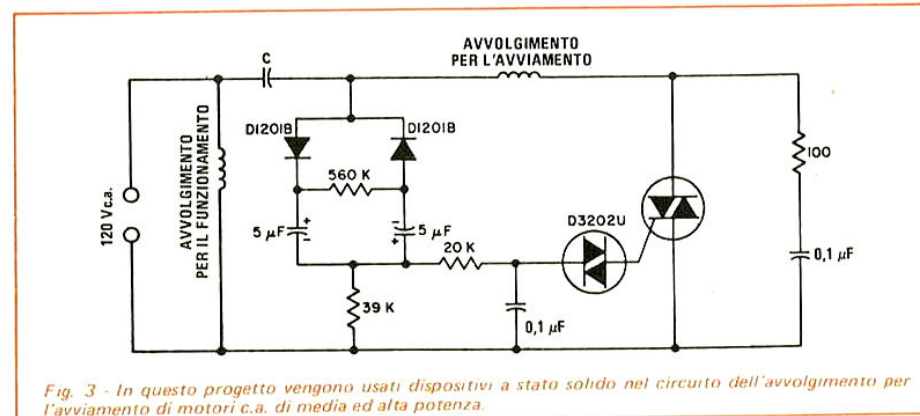 AVVOLGIMENTO
PER L'AVVIAMENTO
C
D1201B
D1201B
560 K
100
120 V c.a.
AVVOLGIMENTO
PER IL FUNZIONAMENTO
5 µF
+
-
-
+
5 µF
D3202U
20 K
39 K
0,1 µF
0,1 µF
Fig. 3 - In questo progetto vengono usati dispositivi a stato solido nel circuito dell'avvolgimento per
l'avviamento di motori c.a. di media ed alta potenza.